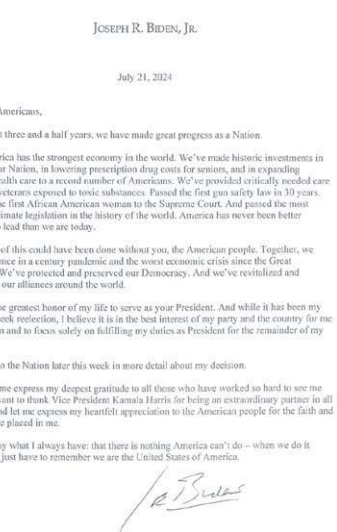 JOSEPH R. BIDEN, JR.
July 21, 2024
Americans,
t three and a half years, we have made great progress as a Nation.
rica has the strongest economy in the world. We've made historic investments in
ur Nation, in lowering prescription drug costs for seniors, and in expanding
alth care to a record number of Americans. We've provided critically needed care
veterans exposed to toxic substances. Passed the first gun safety law in 30 years.
e first African American woman to the Supreme Court. And passed the most
imate legislation in the history of the world. America has never been better
lead than we are today.
of this could have been done without you, the American people. Together, we
ence in a century pandemic and the worst economic crisis since the Great
We've protected and preserved our Democracy. And we've revitalized and
our alliances around the world.
e greatest honor of my life to serve as your President. And while it has been my
eek reelection, I believe it is in the best interest of my party and the country for me
n and to focus solely on fulfilling my duties as President for the remainder of my
o the Nation later this week in more detail about my decision.
me express my deepest gratitude to all those who have worked so hard to see me
ant to thank Vice President Kamala Harris for being an extraordinary partner in all
d let me express my heartfelt appreciation to the American people for the faith and
e placed in me.
y what I always have: that there is nothing America can't do – when we do it
just have to remember we are the United States of America.
Joe Biden